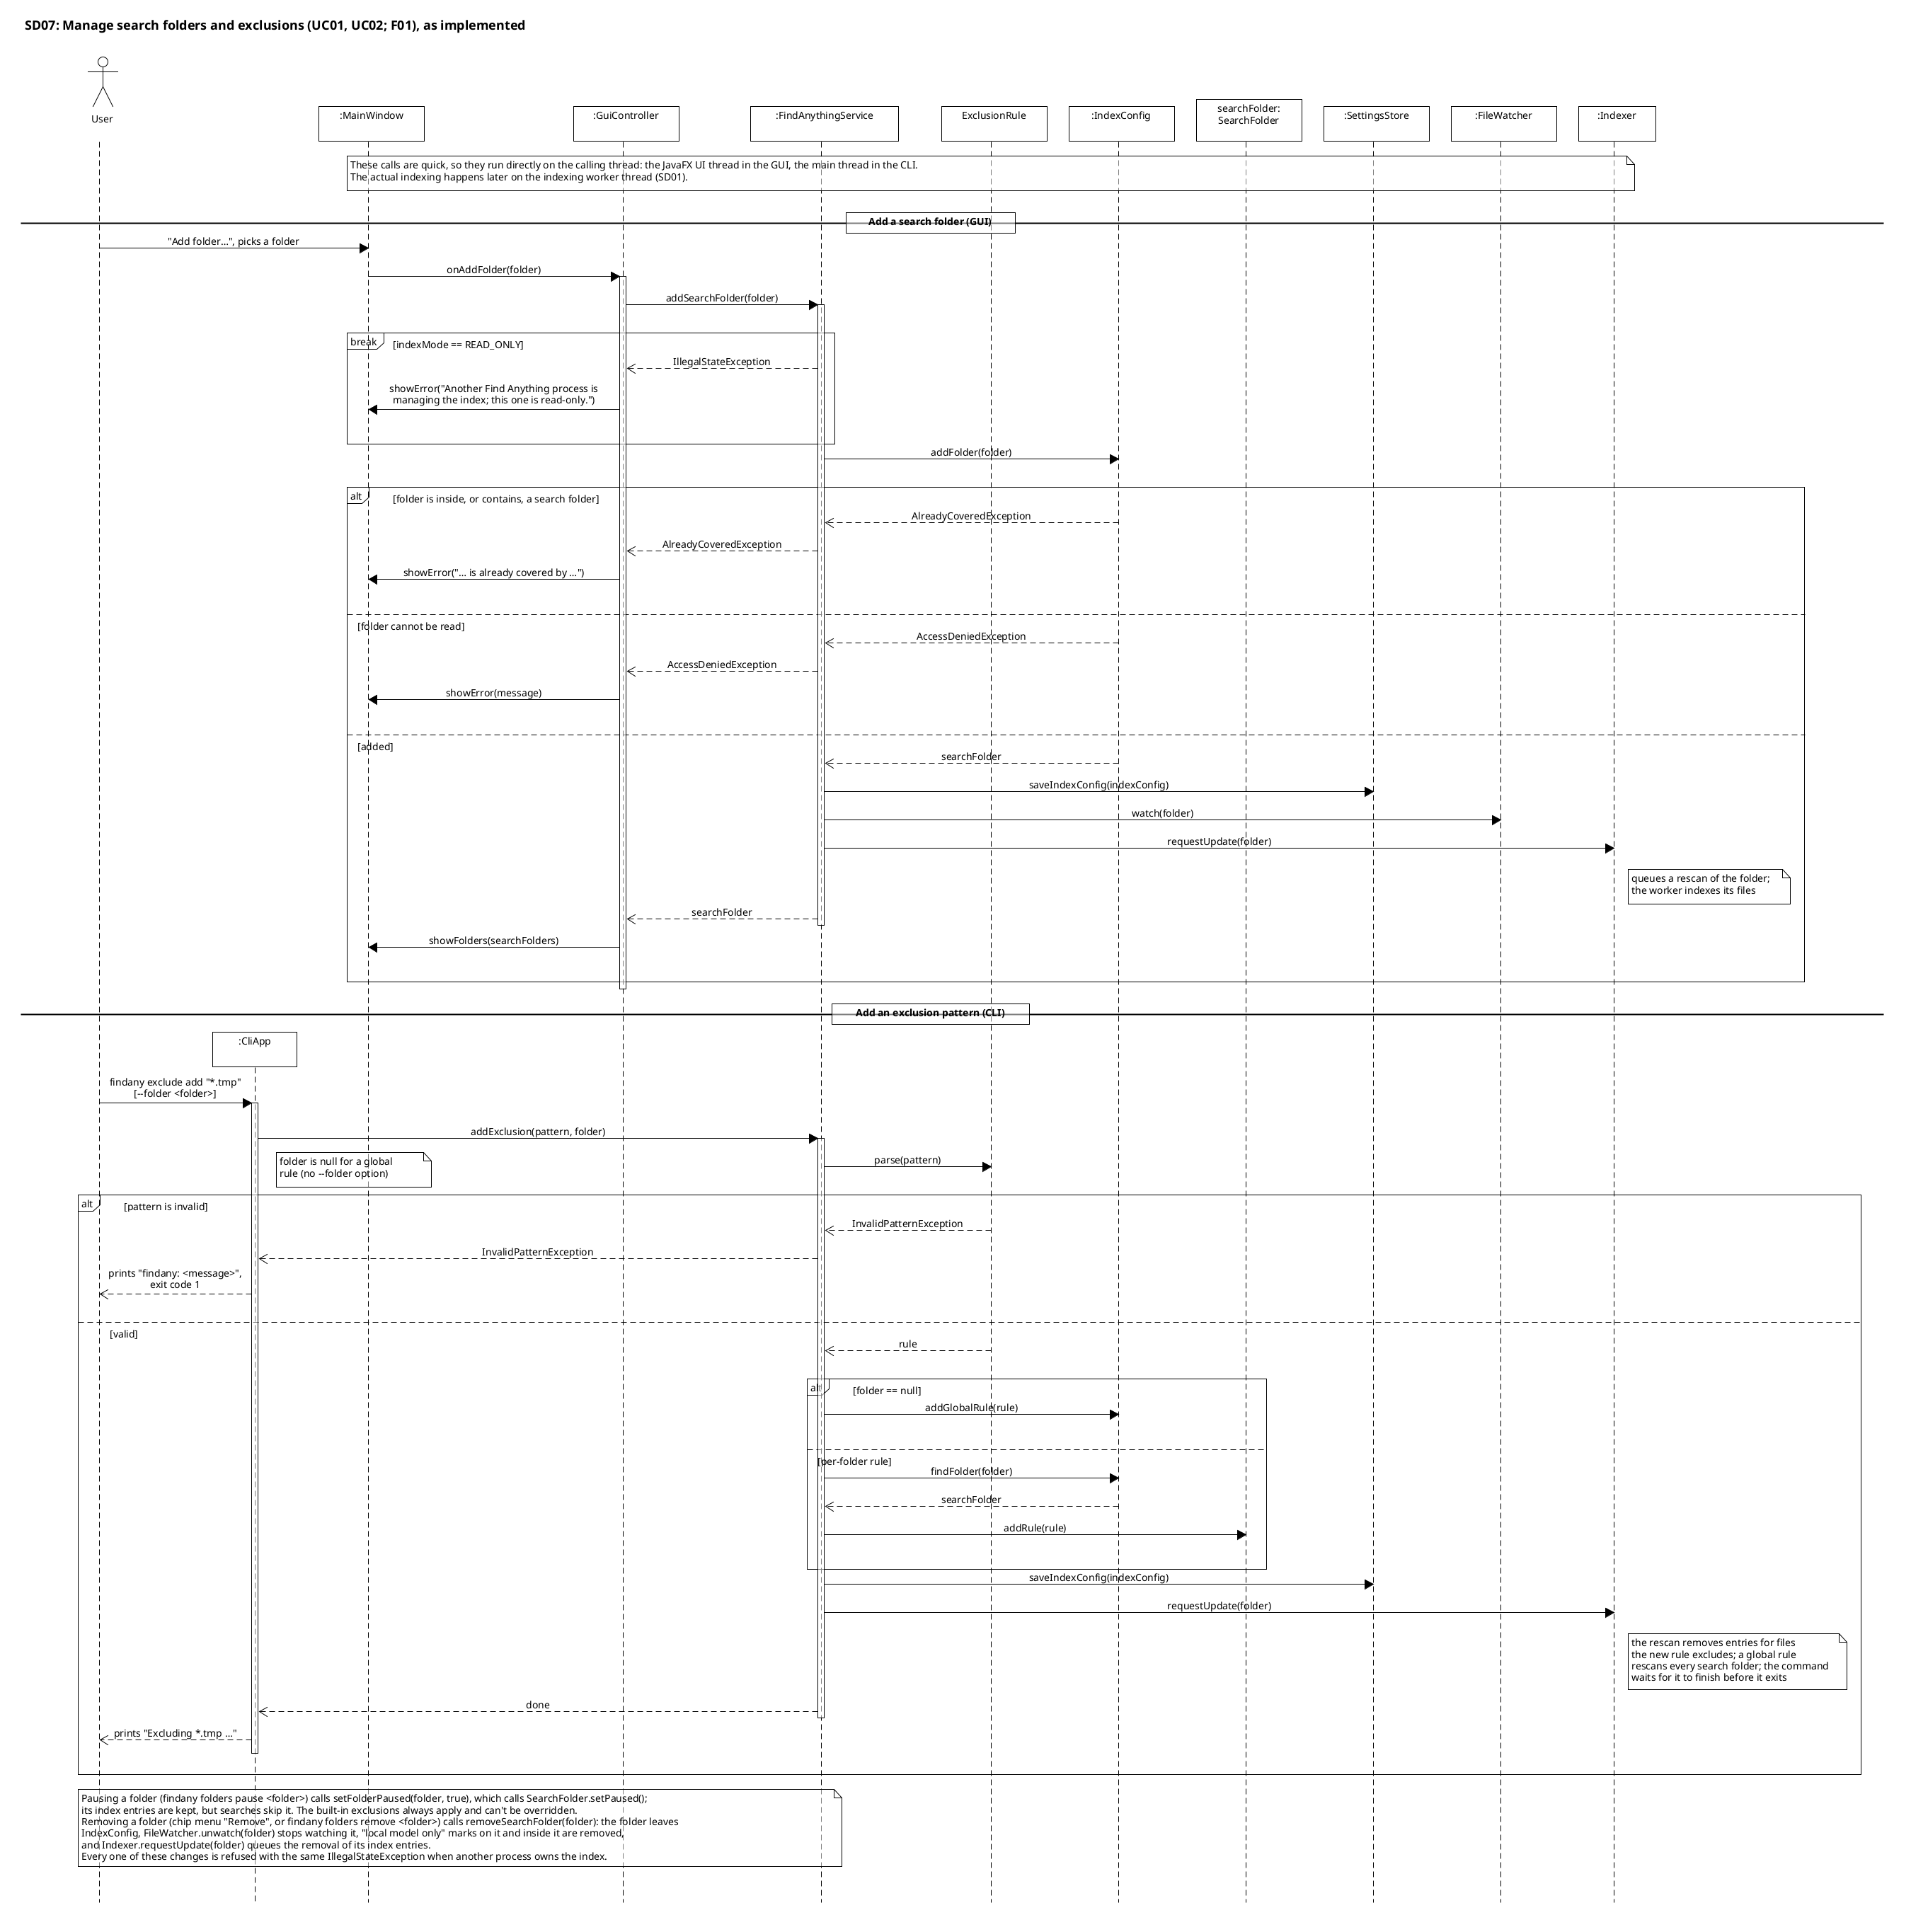 SD07: Manage search folders and exclusions (UC01, UC02; F01), as implemented
User
:MainWindow
:GuiController
:FindAnythingService
ExclusionRule
:IndexConfig
searchFolder:
SearchFolder
:SettingsStore
:FileWatcher
:Indexer
These calls are quick, so they run directly on the calling thread: the JavaFX UI thread in the GUI, the main thread in the CLI.
The actual indexing happens later on the indexing worker thread (SD01).
Add a search folder (GUI)
"Add folder...", picks a folder
onAddFolder(folder)
addSearchFolder(folder)
break
[indexMode == READ_ONLY]
IllegalStateException
showError("Another Find Anything process is
managing the index; this one is read-only.")
addFolder(folder)
alt
[folder is inside, or contains, a search folder]
AlreadyCoveredException
AlreadyCoveredException
showError("... is already covered by ...")
[folder cannot be read]
AccessDeniedException
AccessDeniedException
showError(message)
[added]
searchFolder
saveIndexConfig(indexConfig)
watch(folder)
requestUpdate(folder)
queues a rescan of the folder;
the worker indexes its files
searchFolder
showFolders(searchFolders)
Add an exclusion pattern (CLI)
:CliApp
findany exclude add "*.tmp"
[--folder <folder>]
addExclusion(pattern, folder)
folder is null for a global
rule (no --folder option)
parse(pattern)
alt
[pattern is invalid]
InvalidPatternException
InvalidPatternException
prints "findany: <message>",
exit code 1
[valid]
rule
alt
[folder == null]
addGlobalRule(rule)
[per-folder rule]
findFolder(folder)
searchFolder
addRule(rule)
saveIndexConfig(indexConfig)
requestUpdate(folder)
the rescan removes entries for files
the new rule excludes; a global rule
rescans every search folder; the command
waits for it to finish before it exits
done
prints "Excluding *.tmp ..."
Pausing a folder (findany folders pause <folder>) calls setFolderPaused(folder, true), which calls SearchFolder.setPaused();
its index entries are kept, but searches skip it. The built-in exclusions always apply and can't be overridden.
Removing a folder (chip menu "Remove", or findany folders remove <folder>) calls removeSearchFolder(folder): the folder leaves
IndexConfig, FileWatcher.unwatch(folder) stops watching it, "local model only" marks on it and inside it are removed,
and Indexer.requestUpdate(folder) queues the removal of its index entries.
Every one of these changes is refused with the same IllegalStateException when another process owns the index.